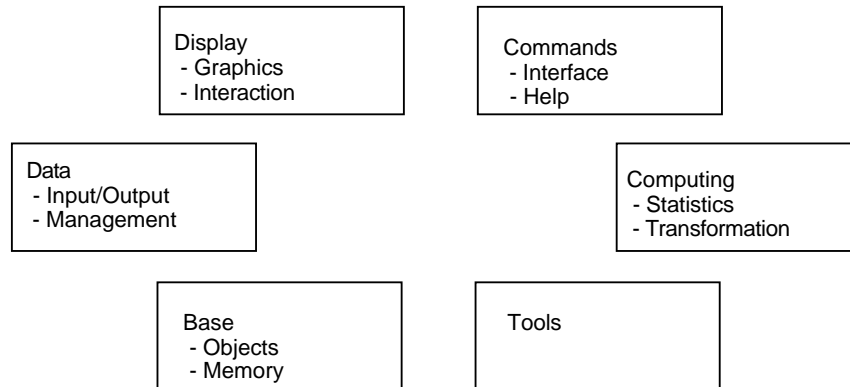 Display
- Graphics
- Interaction
Commands
- Interface
- Help
Data
- Input/Output
- Management
Computing
- Statistics
- Transformation
Base
- Objects
- Memory
Tools